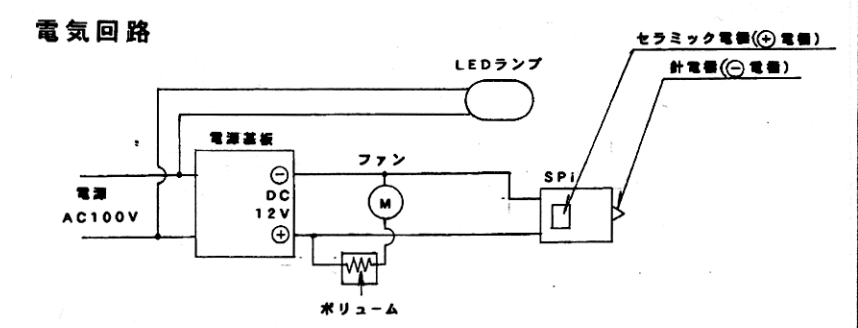 電気回路
セラミック電極(⊕電極)
針電極(⊖電極)
LEDランプ
電源基板
ファン
SPi
⊖
DC
12V
⊕
M
電源
AC100V
ボリューム